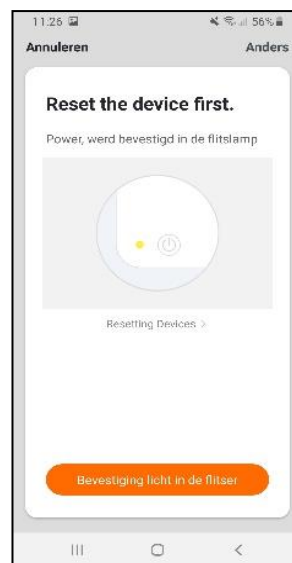 11:26 56%
Annuleren Anders
Reset the device first.
Power, werd bevestigd in de flitslamp
Resetting Devices >
Bevestiging licht in de flitser